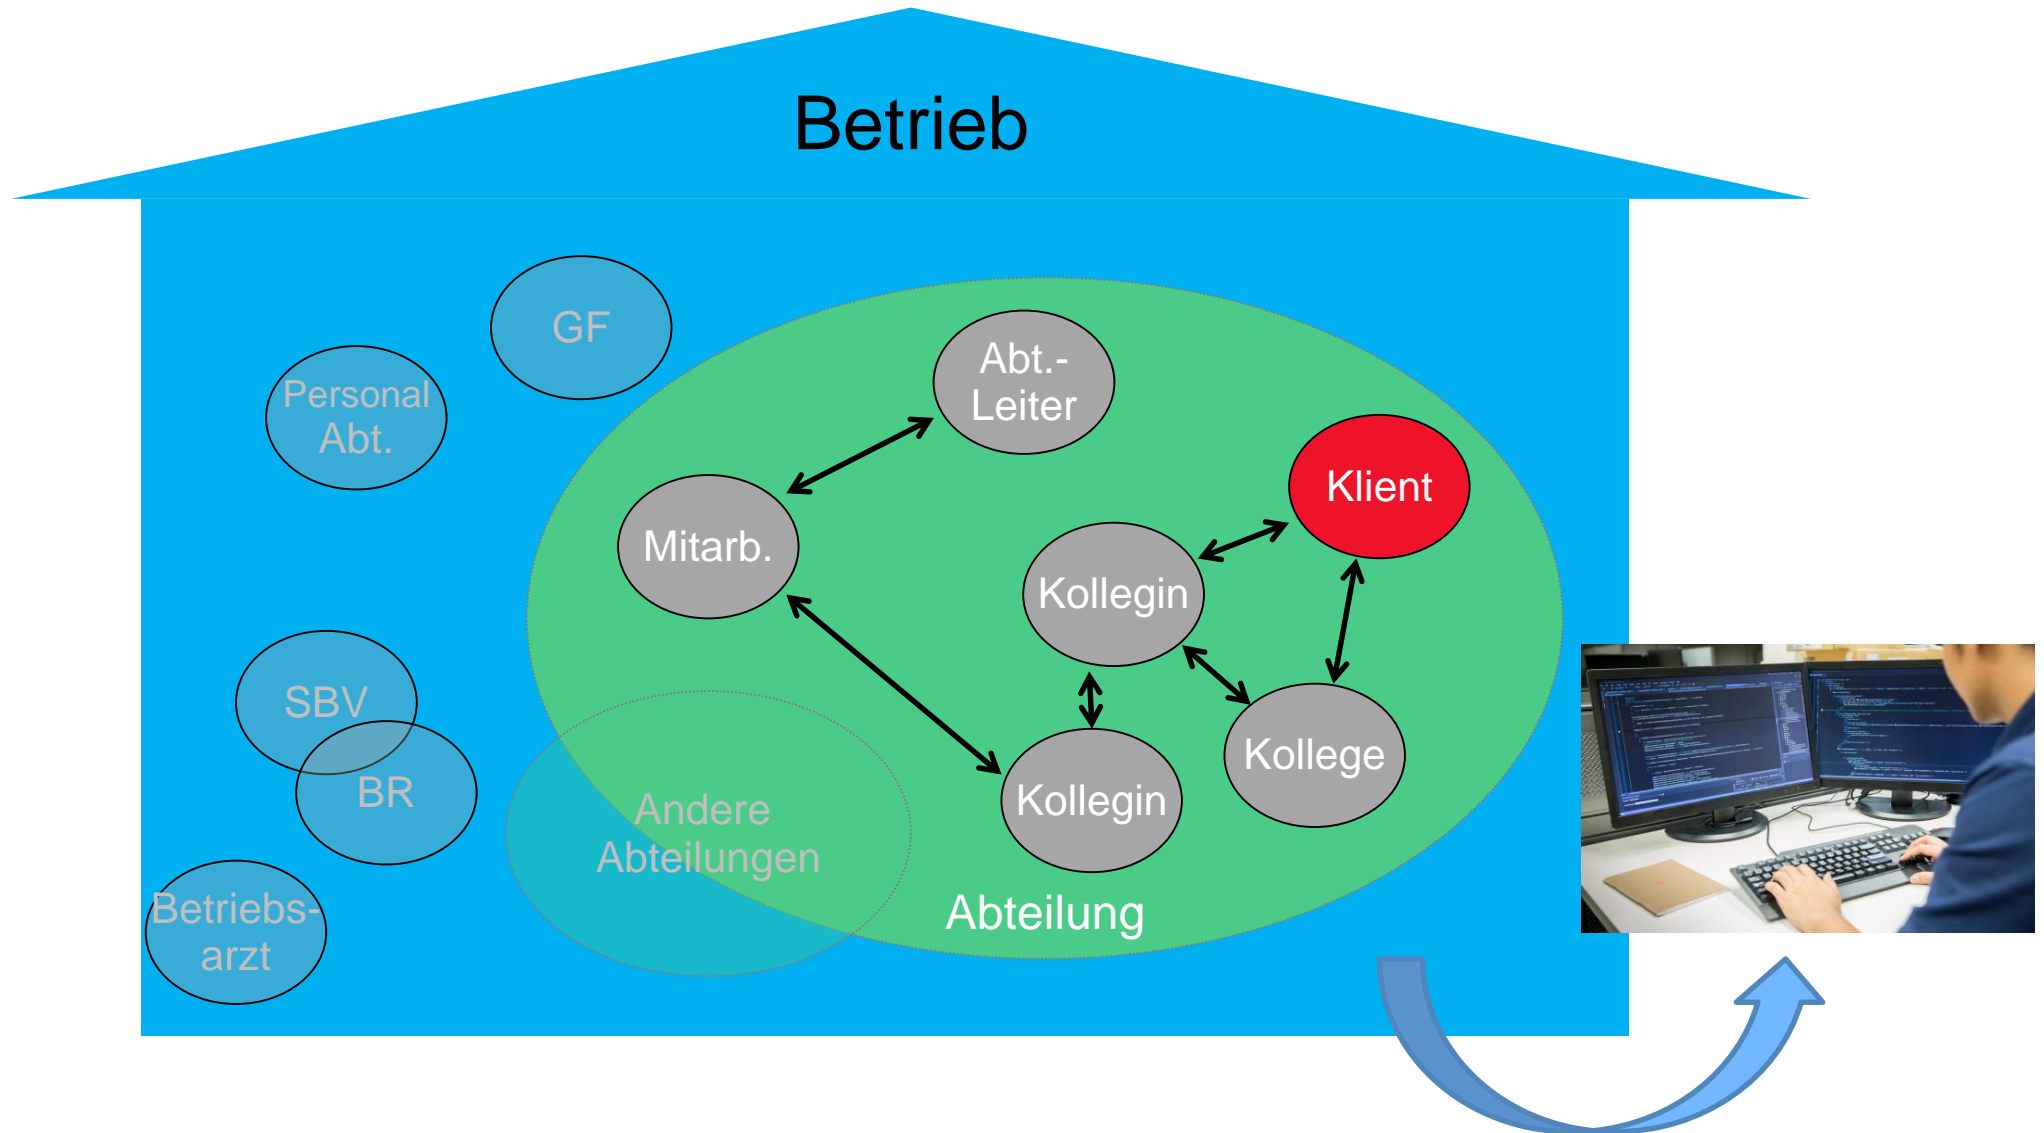 Betrieb
GF
Personal
Abt.
Abt.-
Leiter
Klient
Mitarb.
Kollegin
SBV
BR
Kollege
Kollegin
Andere
Abteilungen
Abteilung
Betriebs-
arzt